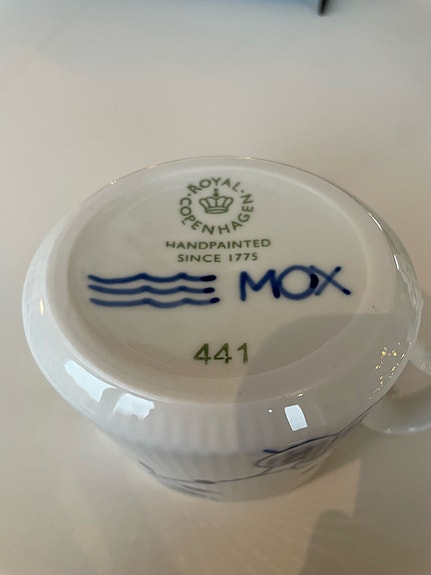 ROYAL
COPENHAGEN
HANDPAINTED
SINCE 1775
MOX
441